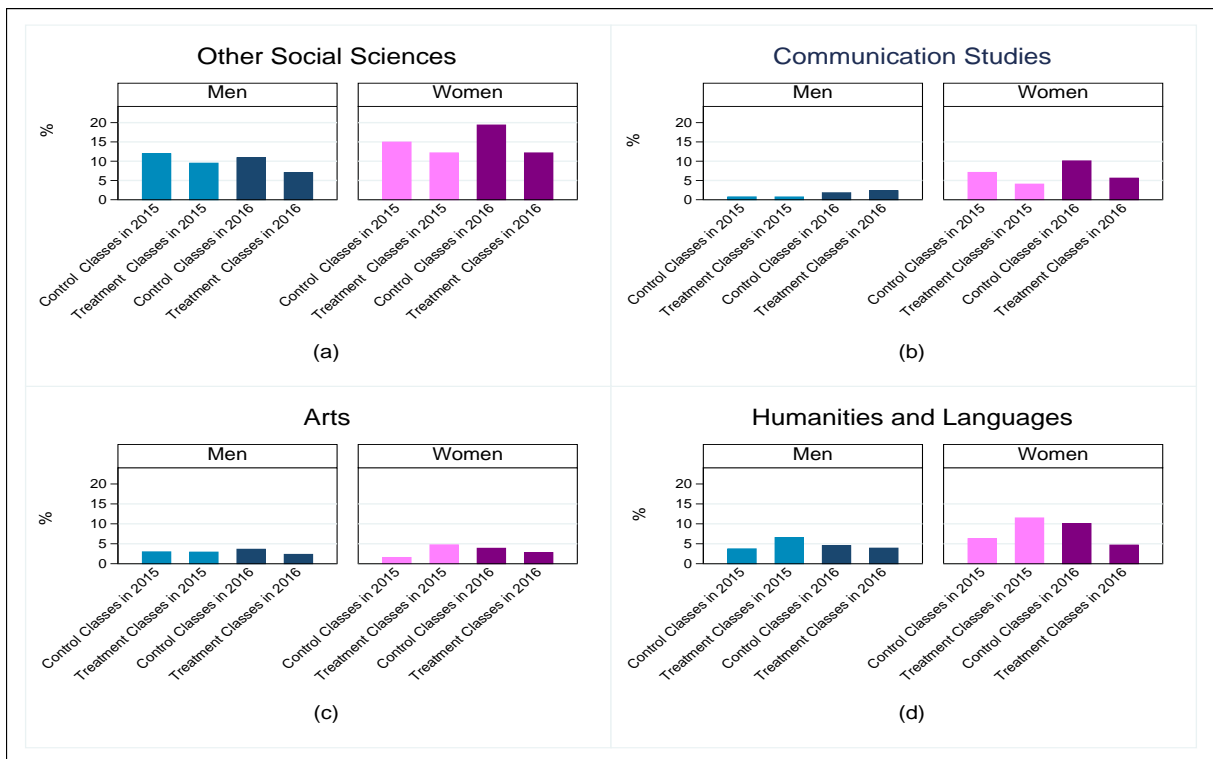 Other Social Sciences
Men
Women
%
20
15
10
5
0
Control Classes in 2015
Treatment Classes in 2015
Control Classes in 2016
Treatment Classes in 2016
Control Classes in 2015
Treatment Classes in 2015
Control Classes in 2016
Treatment Classes in 2016
(a)
Communication Studies
Men
Women
%
20
15
10
5
0
Control Classes in 2015
Treatment Classes in 2015
Control Classes in 2016
Treatment Classes in 2016
Control Classes in 2015
Treatment Classes in 2015
Control Classes in 2016
Treatment Classes in 2016
(b)
Arts
Men
Women
%
20
15
10
5
0
Control Classes in 2015
Treatment Classes in 2015
Control Classes in 2016
Treatment Classes in 2016
Control Classes in 2015
Treatment Classes in 2015
Control Classes in 2016
Treatment Classes in 2016
(c)
Humanities and Languages
Men
Women
%
20
15
10
5
0
Control Classes in 2015
Treatment Classes in 2015
Control Classes in 2016
Treatment Classes in 2016
Control Classes in 2015
Treatment Classes in 2015
Control Classes in 2016
Treatment Classes in 2016
(d)